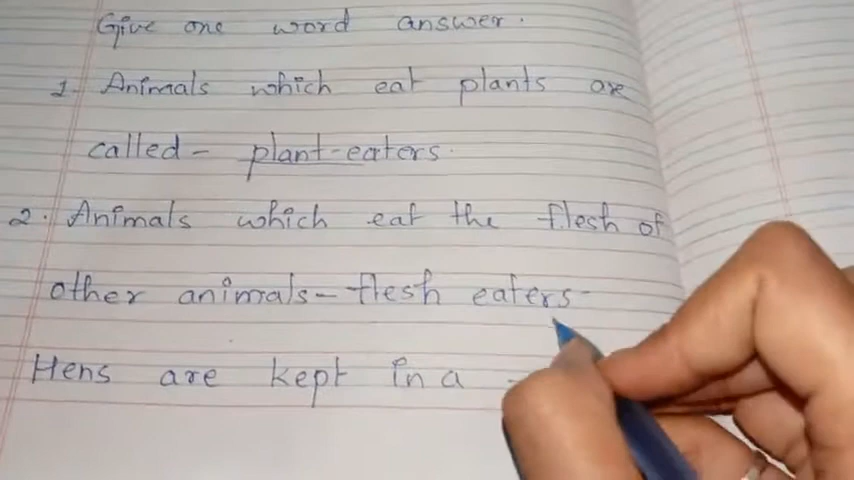 Give one word answer.
1. Animals which eat plants are
called - plant-eaters.
2. Animals which eat the flesh of
other animals - flesh eaters-
Hens are kept in a -